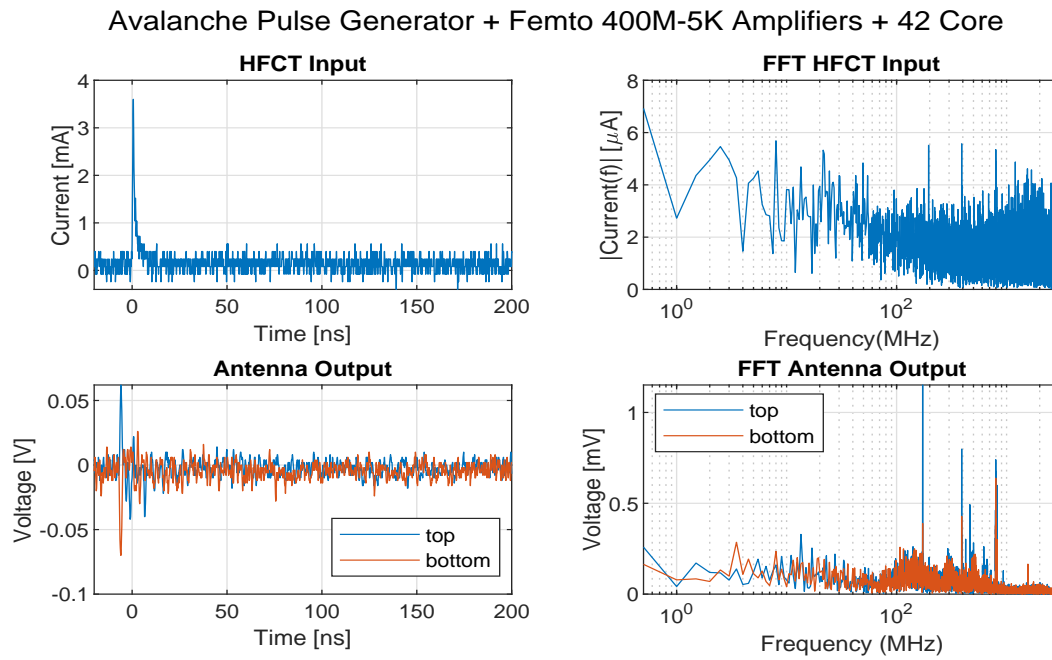 Avalanche Pulse Generator + Femto 400M-5K Amplifiers + 42 Core
HFCT Input
Current [mA]
4
3
2
1
0
0
50
100
150
200
Time [ns]
FFT HFCT Input
|Current(f)| [μA]
8
6
4
2
0
10^0
10^2
Frequency(MHz)
Antenna Output
Voltage [V]
0.05
0
-0.05
-0.1
top
bottom
0
50
100
150
200
Time [ns]
FFT Antenna Output
Voltage [mV]
1
0.5
0
top
bottom
10^0
10^2
Frequency (MHz)